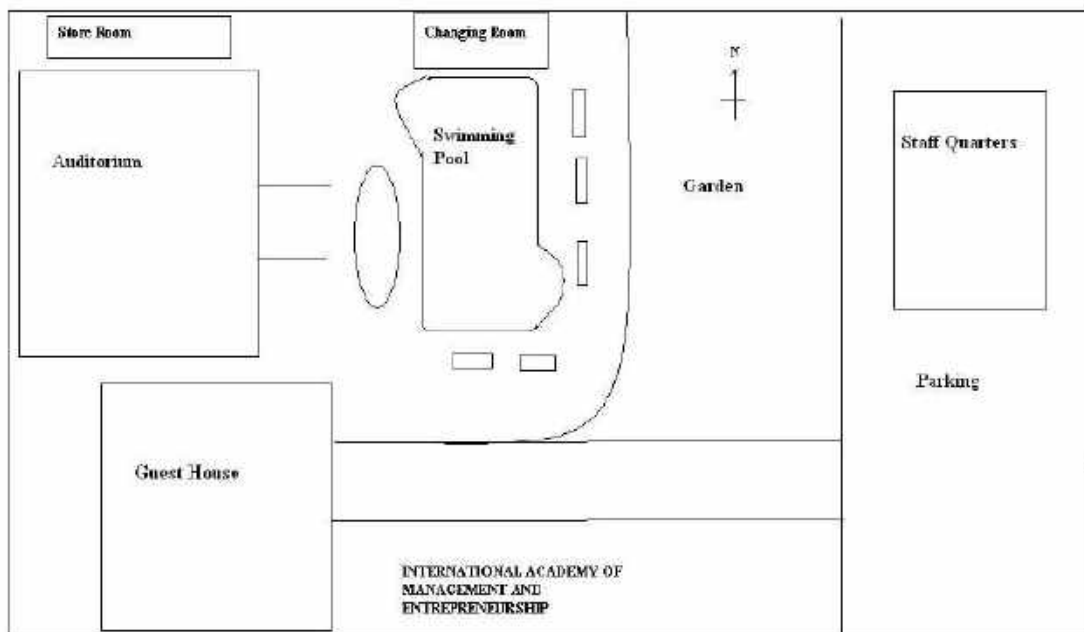 Store Room
Changing Room
N
Auditorium
Swimming
Pool
Staff Quarters
Garden
Parking
Guest House
INTERNATIONAL ACADEMY OF
MANAGEMENT AND
ENTREPRENEURSHIP